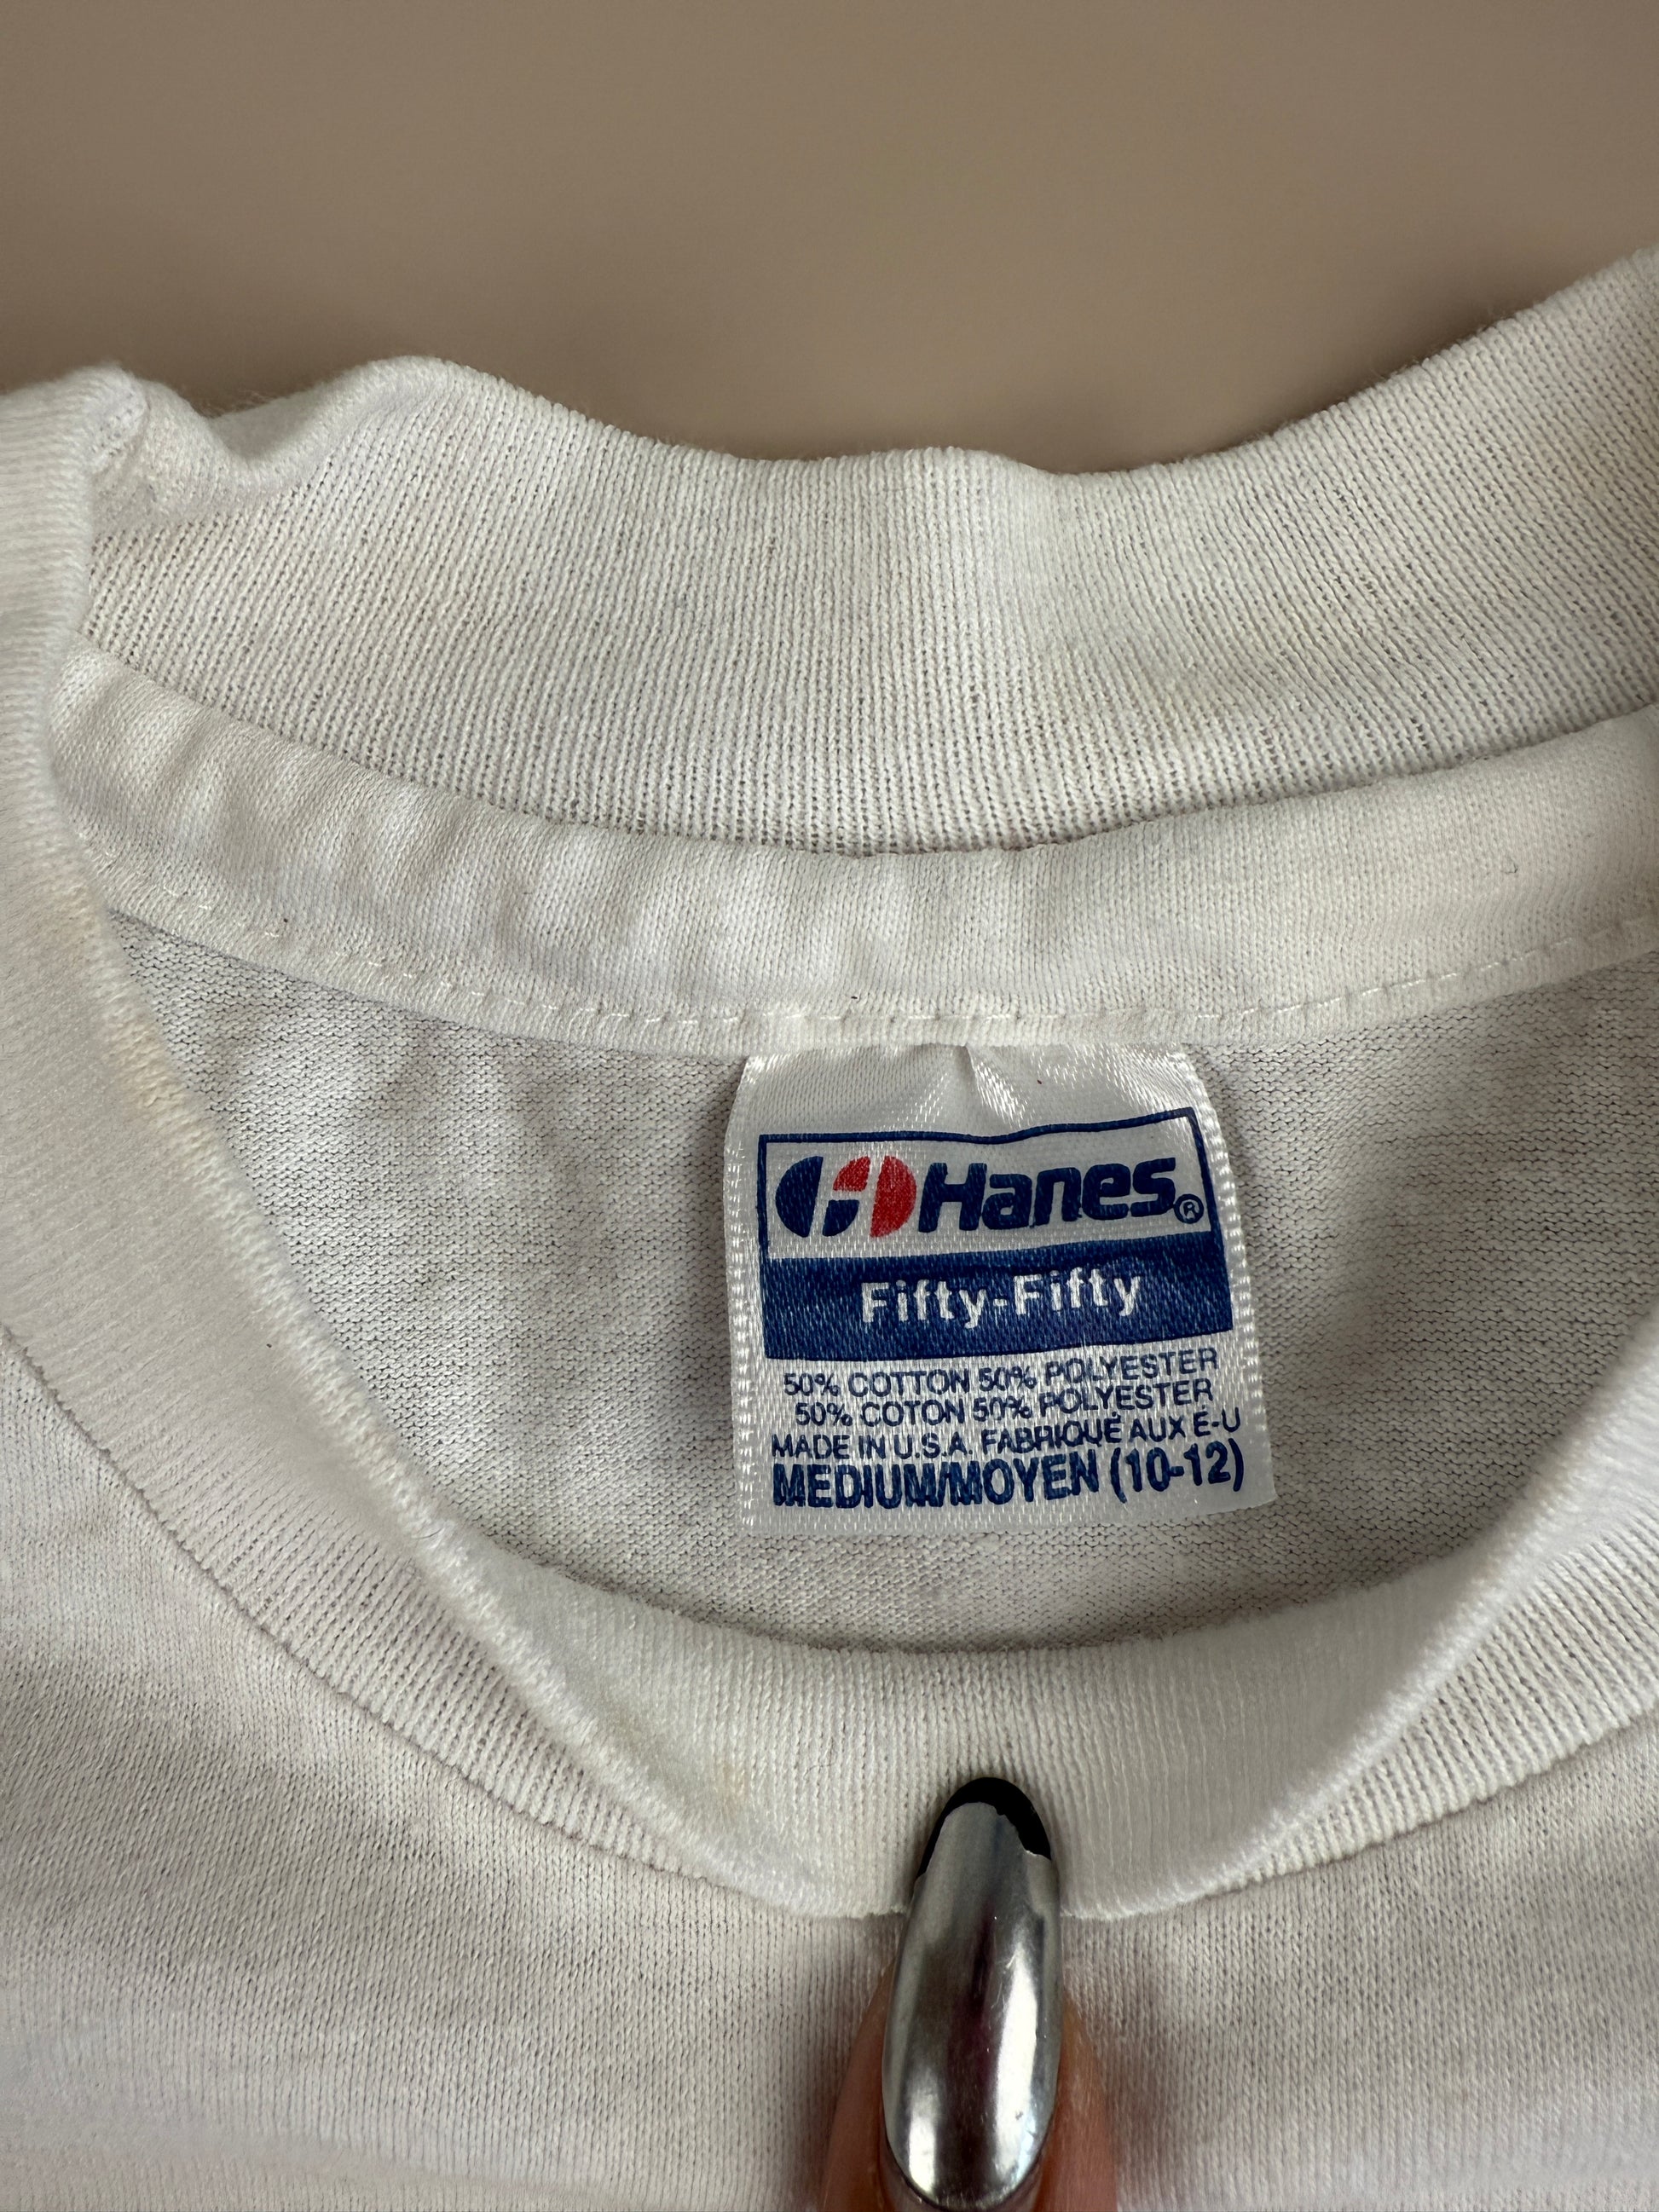 Hanes®
Fifty-Fifty
50% COTTON 50% POLYESTER
50% COTON 50% POLYESTER
MADE IN U.S.A. FABRIQUÉ AUX E-U
MEDIUM/MOYEN (10-12)